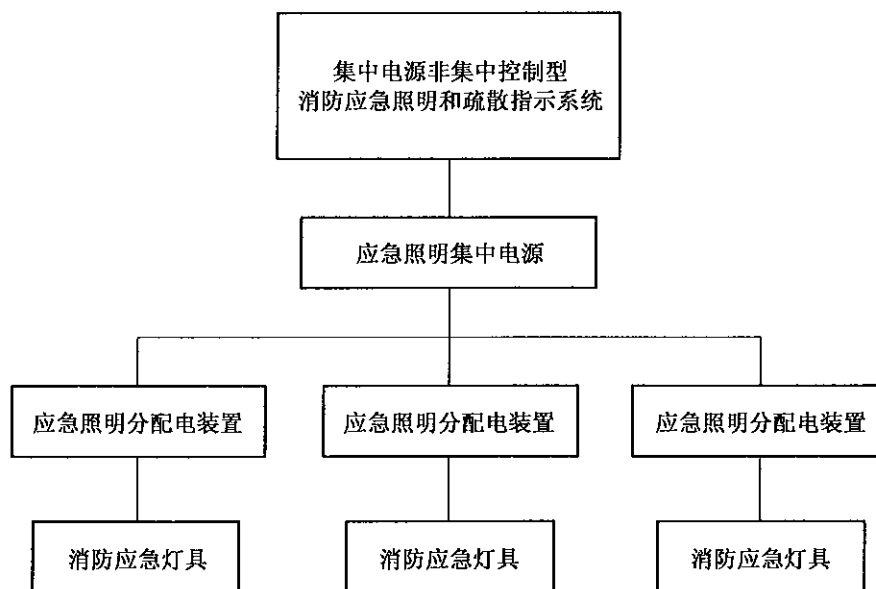 集中电源非集中控制型
消防应急照明和疏散指示系统
应急照明集中电源
应急照明分配电装置
应急照明分配电装置
应急照明分配电装置
消防应急灯具
消防应急灯具
消防应急灯具